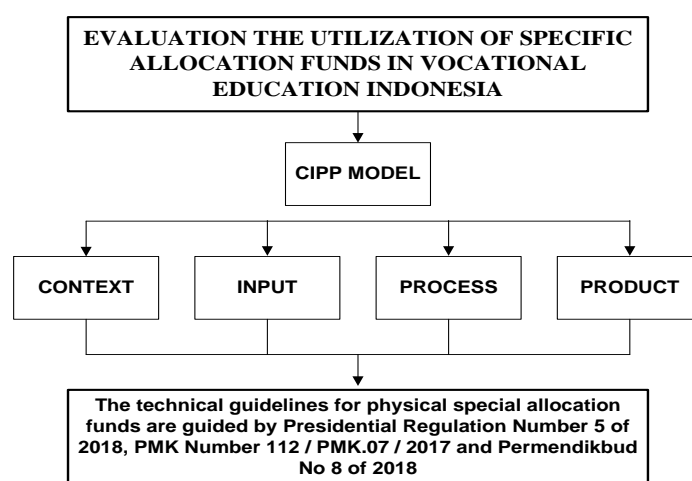 EVALUATION THE UTILIZATION OF SPECIFIC
ALLOCATION FUNDS IN VOCATIONAL
EDUCATION INDONESIA
CIPP MODEL
CONTEXT
INPUT
PROCESS
PRODUCT
The technical guidelines for physical special allocation
funds are guided by Presidential Regulation Number 5 of
2018, PMK Number 112 / PMK.07 / 2017 and Permendikbud
No 8 of 2018